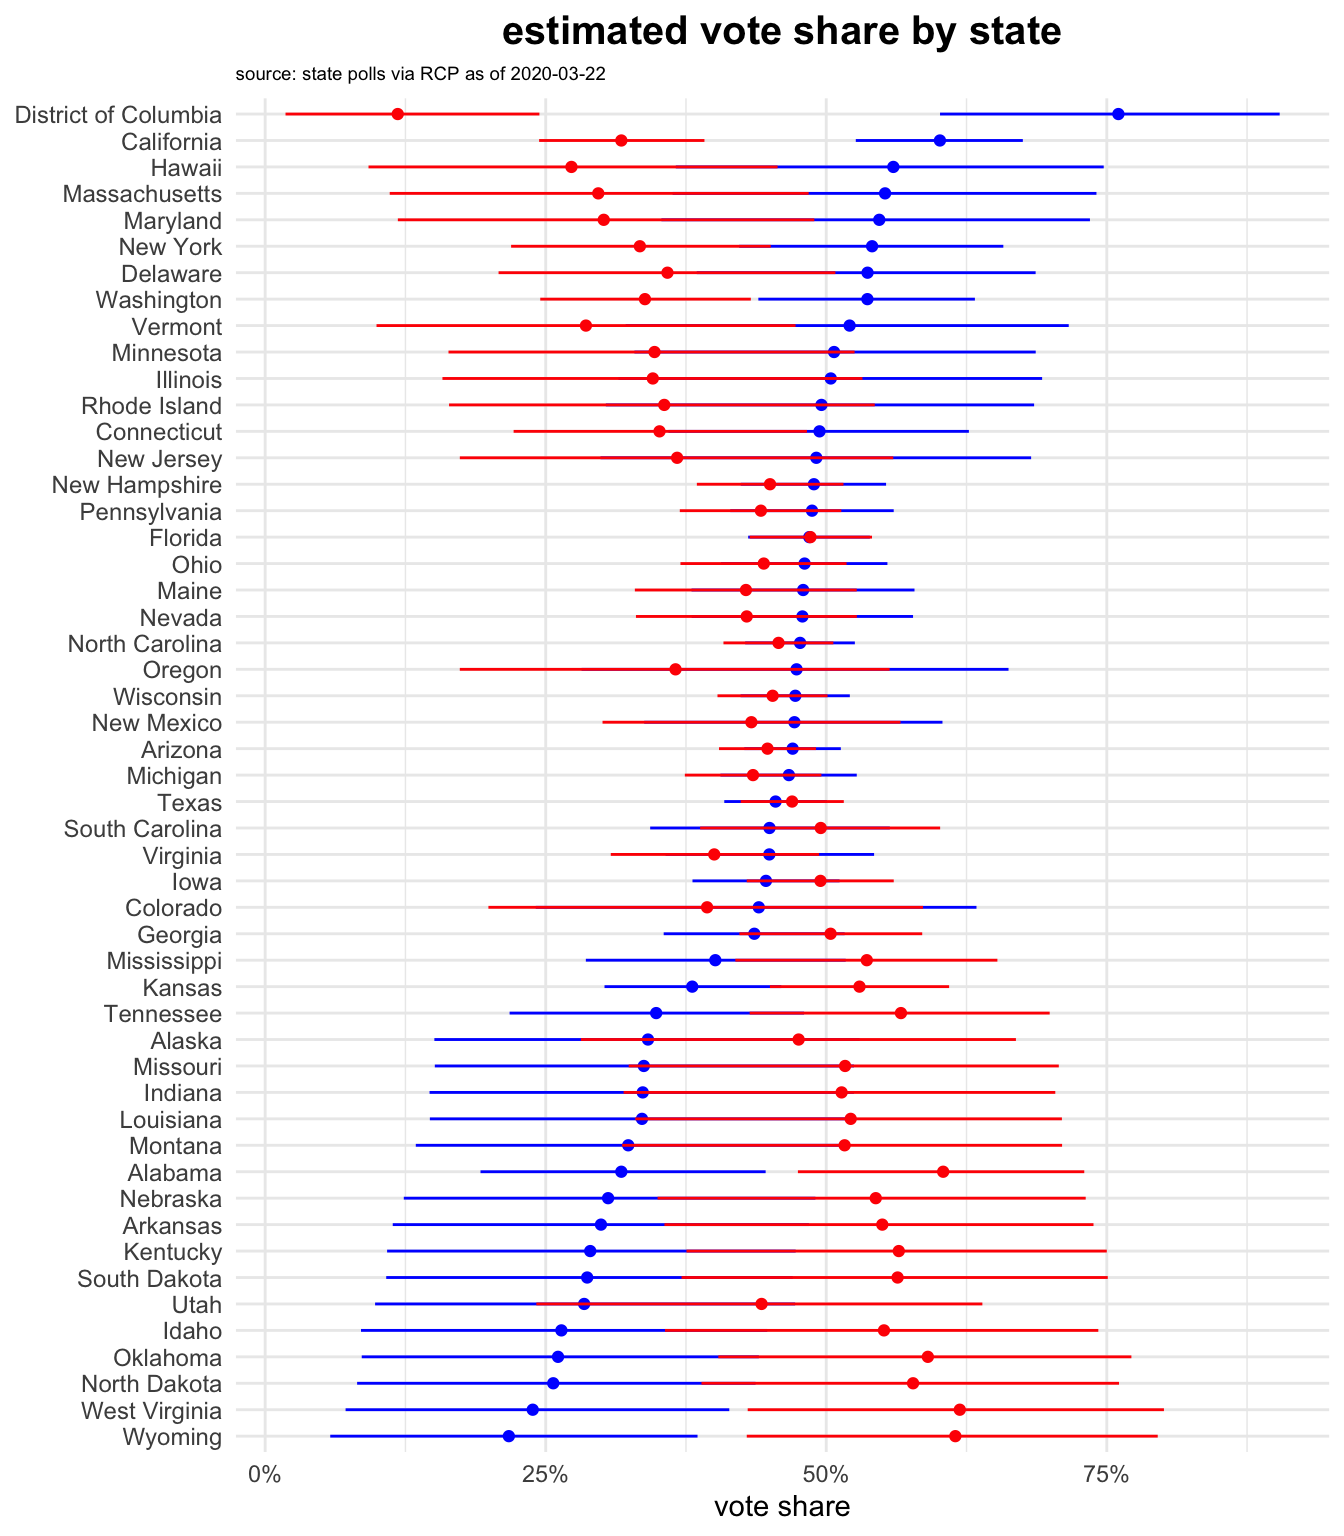 estimated vote share by state
source: state polls via RCP as of 2020-03-22
District of Columbia
California
Hawaii
Massachusetts
Maryland
New York
Delaware
Washington
Vermont
Minnesota
Illinois
Rhode Island
Connecticut
New Jersey
New Hampshire
Pennsylvania
Florida
Ohio
Maine
Nevada
North Carolina
Oregon
Wisconsin
New Mexico
Arizona
Michigan
Texas
South Carolina
Virginia
Iowa
Colorado
Georgia
Mississippi
Kansas
Tennessee
Alaska
Missouri
Indiana
Louisiana
Montana
Alabama
Nebraska
Arkansas
Kentucky
South Dakota
Utah
Idaho
Oklahoma
North Dakota
West Virginia
Wyoming
0% 25% 50% 75%
vote share